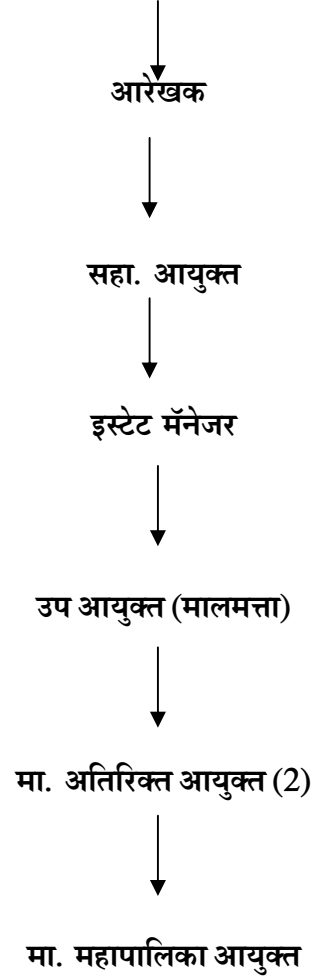 आरेखक
सहा. आयुक्त
इस्टेट मॅनेजर
उप आयुक्त (मालमत्ता)
मा. अतिरिक्त आयुक्त (2)
मा. महापालिका आयुक्त